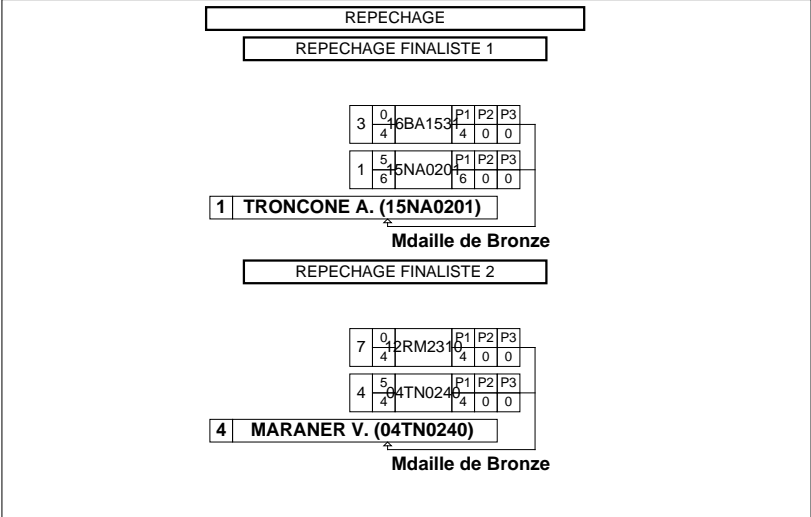 REPECHAGE
REPECHAGE FINALISTE 1
3 0 4 16BA1531 P1 P2 P3
4 0 0
1 5 6 15NA0201 P1 P2 P3
6 0 0
1 TRONCONE A. (15NA0201)
Mdaille de Bronze
REPECHAGE FINALISTE 2
7 0 4 12RM2310 P1 P2 P3
4 0 0
4 5 4 04TN0240 P1 P2 P3
4 0 0
4 MARANER V. (04TN0240)
Mdaille de Bronze